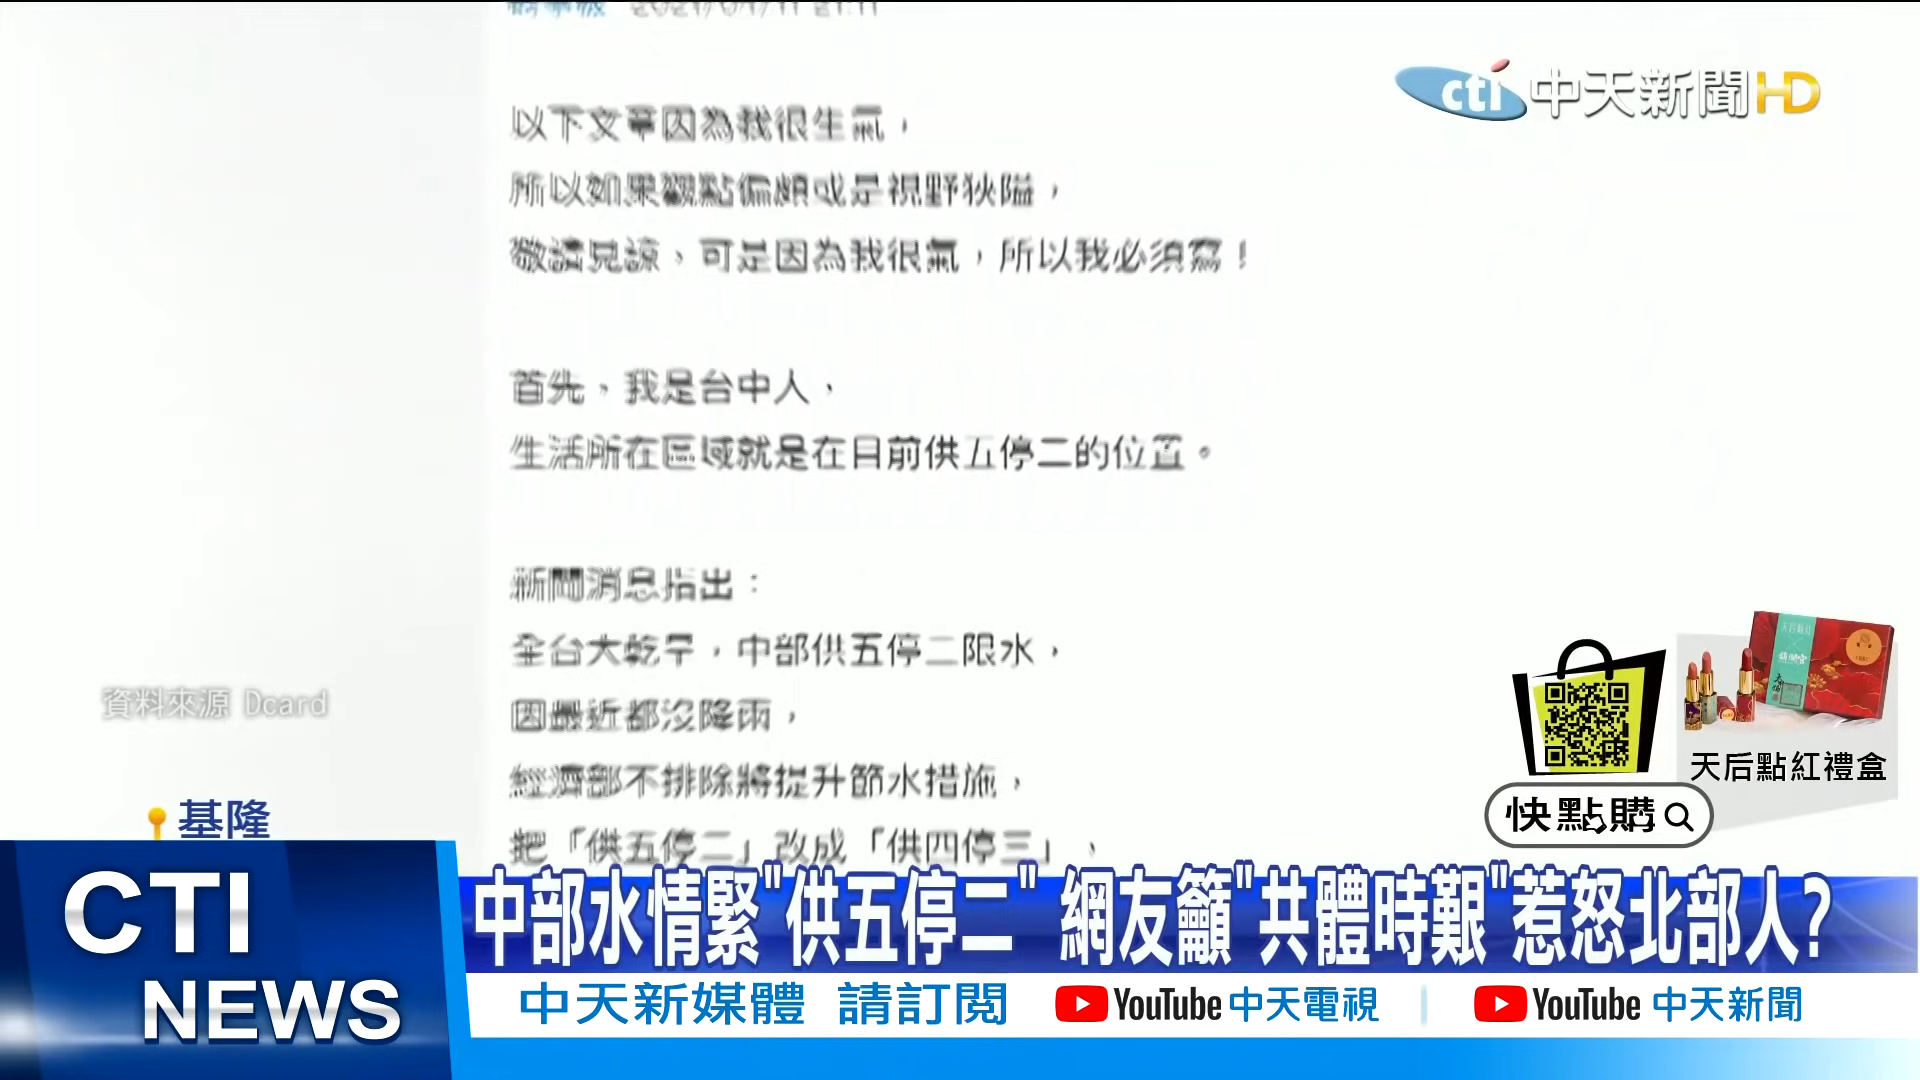 cti 中天新聞HD
以下文章因為我很生氣，
所以如果觀點偏頗或是視野狹隘，
敬請見諒、可是因為我很氣，所以我必須寫！
首先，我是台中人，
生活所在區域就是在目前供五停二的位置。
新聞消息指出：
全台大乾旱，中部供五停二限水，
因最近都沒降雨，
經濟部不排除將提升節水措施，
把「供五停二」改成「供四停三」、
資料來源 Dcard
天后點紅禮盒
快點購
基隆
CTI NEWS
中部水情緊"供五停二" 網友籲"共體時艱"惹怒北部人?
中天新媒體 請訂閱 YouTube 中天電視 | YouTube 中天新聞